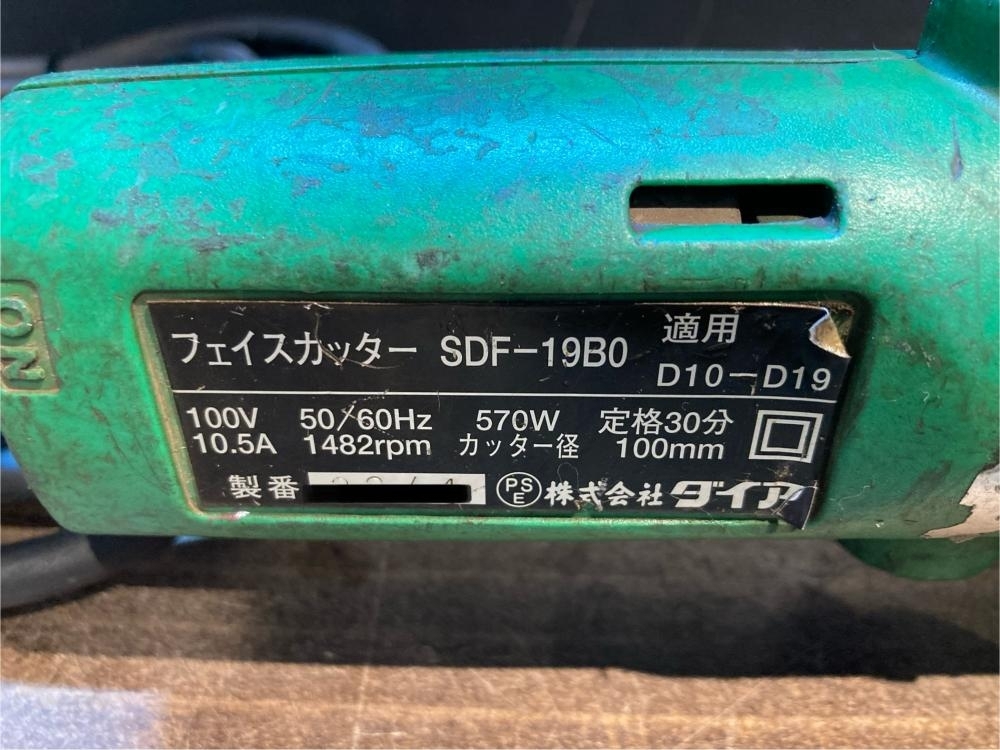 フェイスカッター SDF-19B0
適用
D10-D19
100V 50/60Hz 570W 定格30分
10.5A 1482rpm カッター径 100mm
製番
PSE 株式会社 ダイア
NO